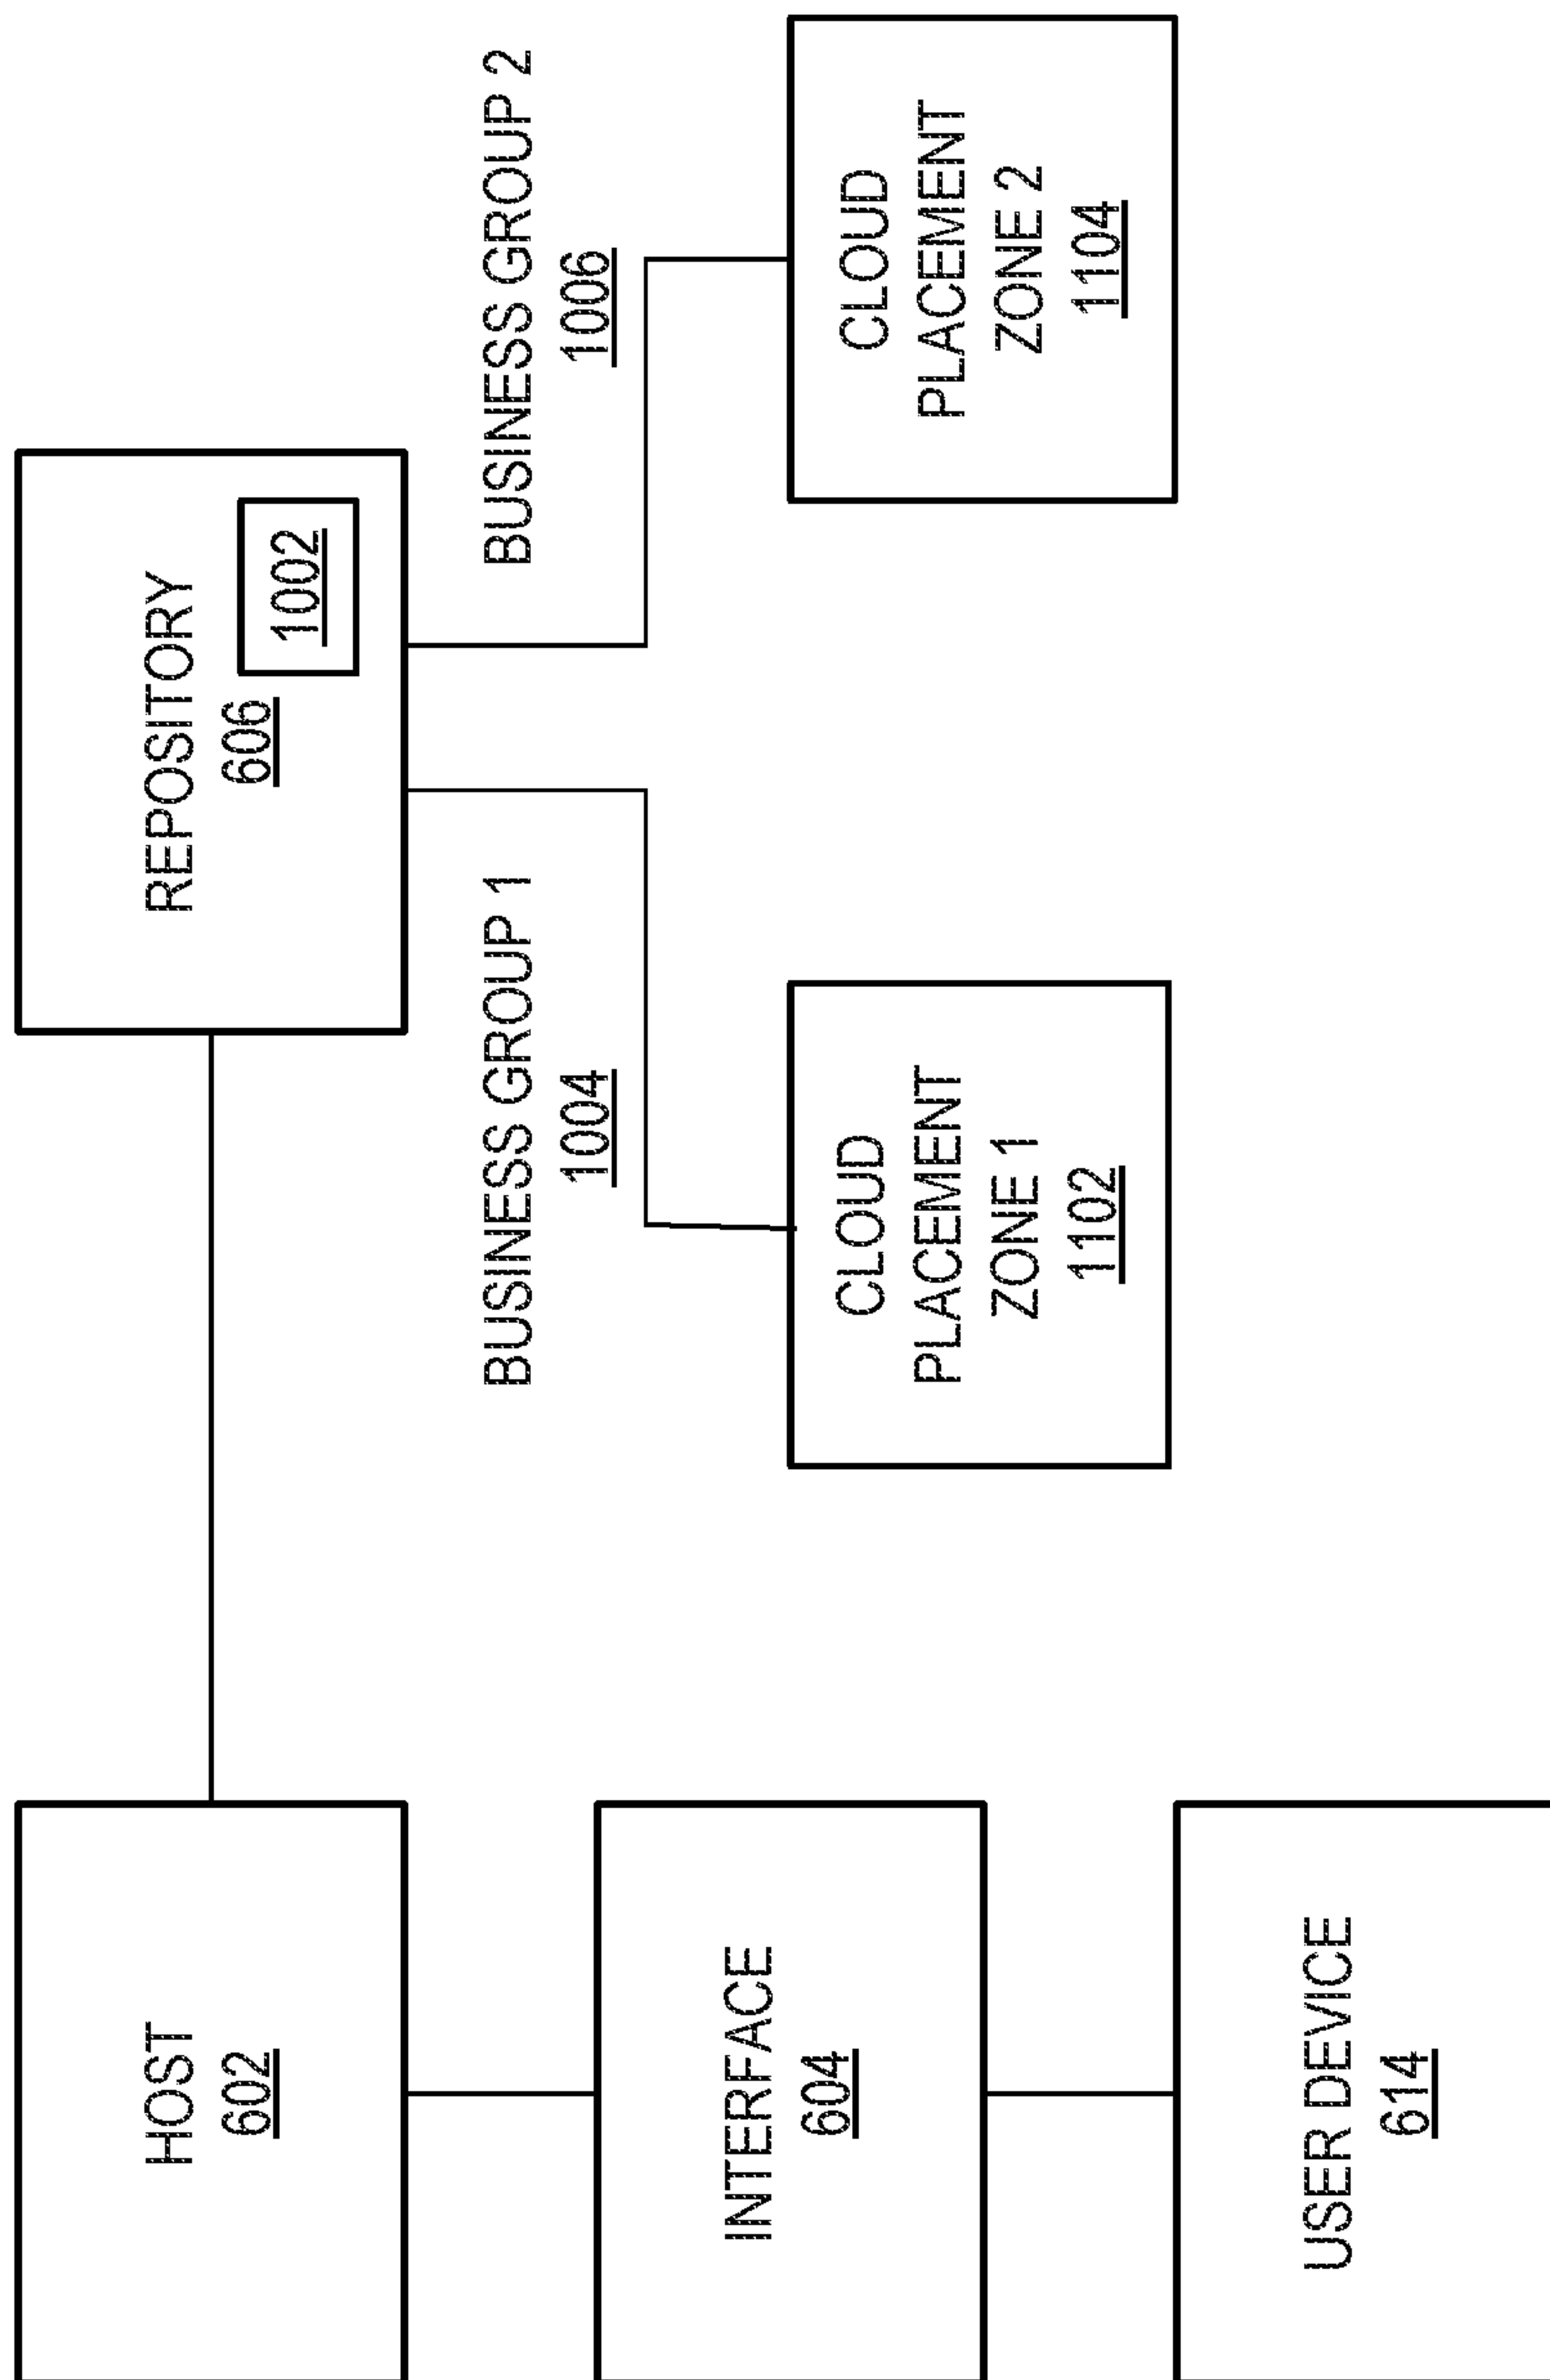 HOST
602
REPOSITORY
606
1002
BUSINESS GROUP 1
1004
BUSINESS GROUP 2
1006
INTERFACE
604
CLOUD
PLACEMENT
ZONE 1
1102
CLOUD
PLACEMENT
ZONE 2
1104
USER DEVICE
614